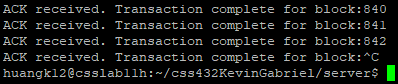 ACK received. Transaction complete for block:840
ACK received. Transaction complete for block:841
ACK received. Transaction complete for block:842
ACK received. Transaction complete for block:^C
huangkl2@csslab11h:~/css432KevinGabriel/server$